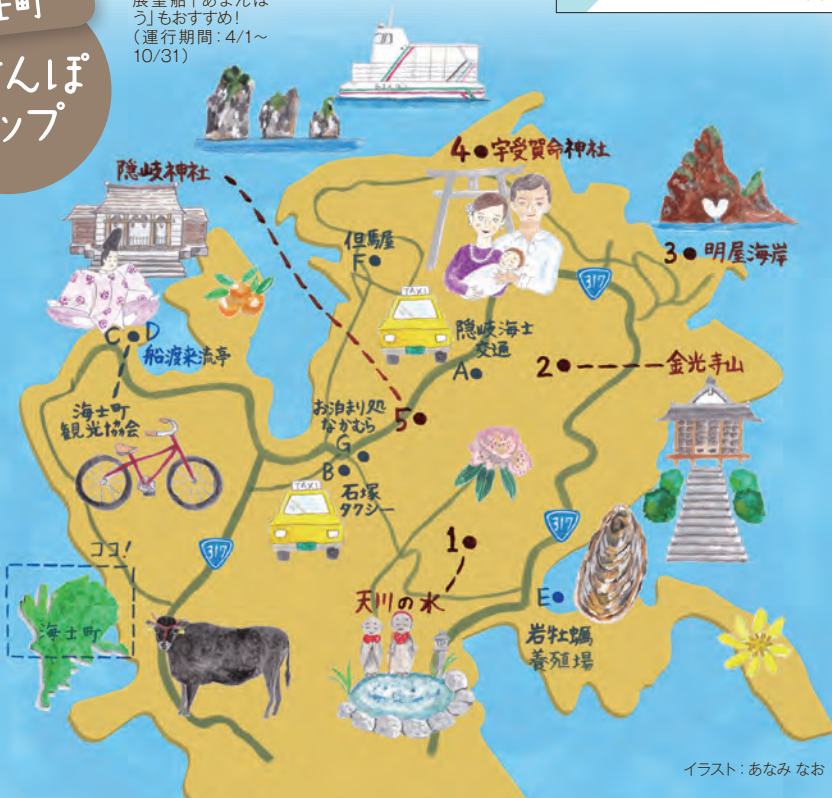 士町
さんぽ
ップ
展望船「あまんぼ
う」もおすすめ!
(運行期間:4/1〜
10/31)
隠岐神社
4 宇受賀命神社
3 明屋海岸
但馬屋
F
317
TAXI
隠岐海士
交通
A
2 金光寺山
C D
船渡来流亭
海士町
観光協会
お泊まり処
なかむら
G
5
B
石塚
タクシー
TAXI
317
317
1
天川の水
ココ!
海士町
E
岩牡蠣
養殖場
イラスト:あなみ なお